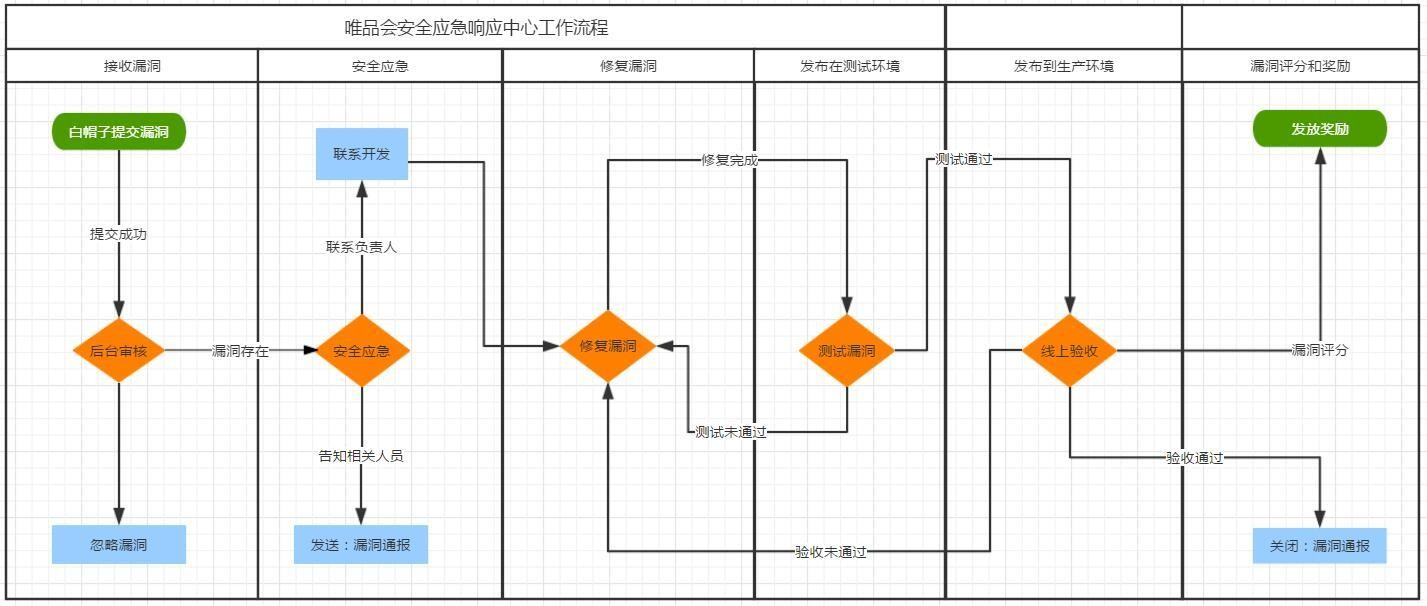 唯品会安全应急响应中心工作流程
接收漏洞
安全应急
修复漏洞
发布在测试环境
发布到生产环境
漏洞评分和奖励
白帽子提交漏洞
联系开发
修复完成
测试通过
发放奖励
提交成功
联系负责人
后台审核
漏洞存在
安全应急
修复漏洞
测试漏洞
线上验收
漏洞评分
告知相关人员
测试未通过
验收通过
忽略漏洞
发送：漏洞通报
验收未通过
关闭：漏洞通报